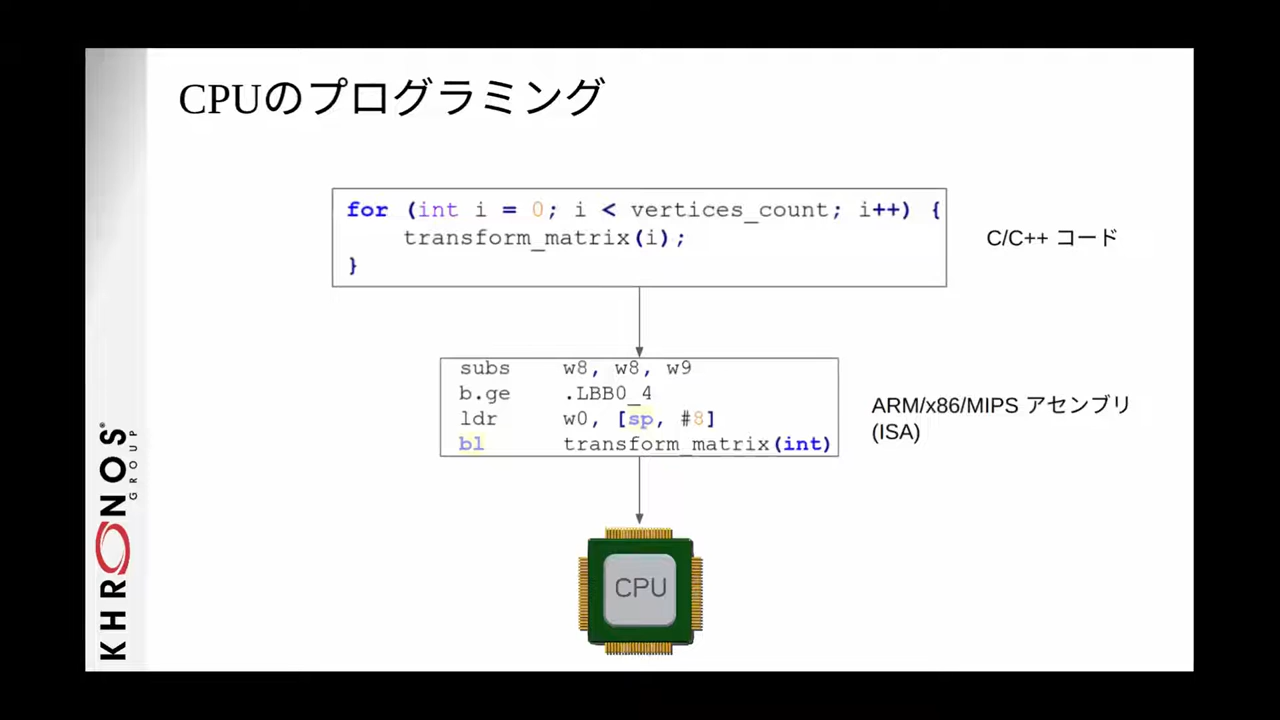 CPUのプログラミング
for (int i = 0; i < vertices_count; i++) {
transform_matrix(i);
}
C/C++ コード
subs w8, w8, w9
b.ge .LBB0_4
ldr w0, [sp, #8]
bl transform_matrix(int)
ARM/x86/MIPS アセンブリ
(ISA)
CPU
KHRONOS®
GROUP